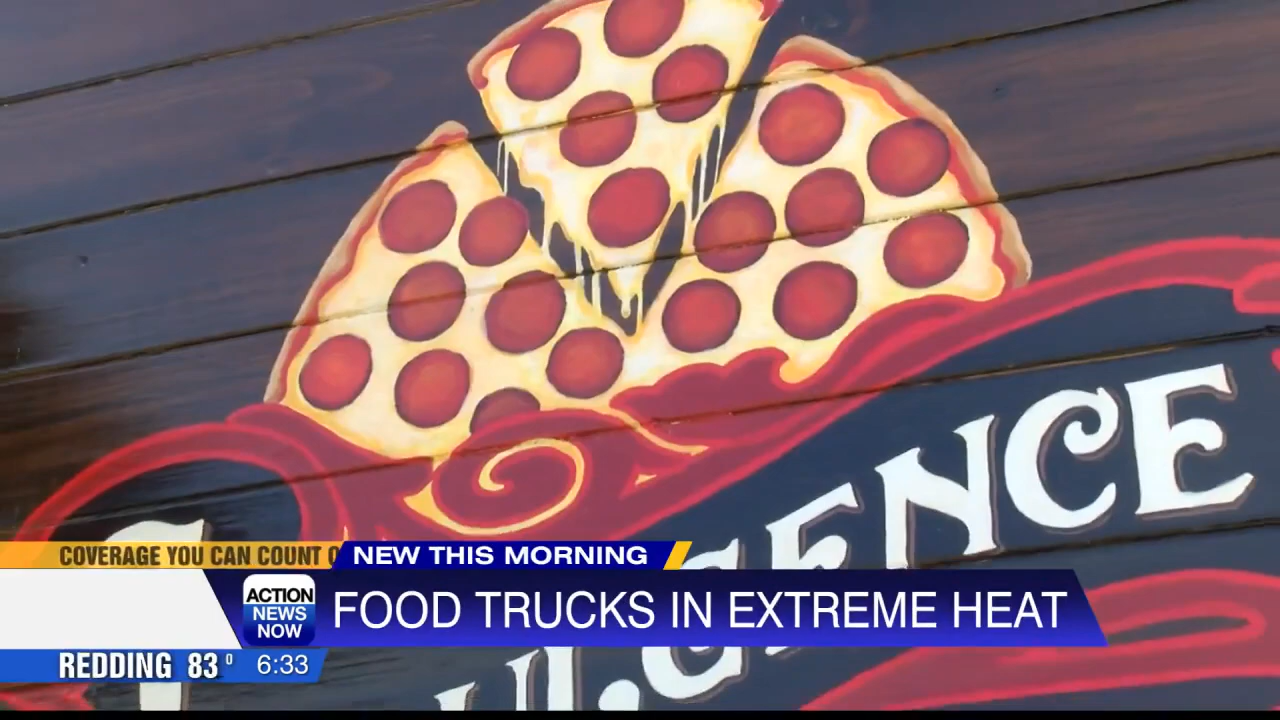 COVERAGE YOU CAN COUNT O
NEW THIS MORNING
ACTION
NEWS
NOW
FOOD TRUCKS IN EXTREME HEAT
REDDING 83° 6:33